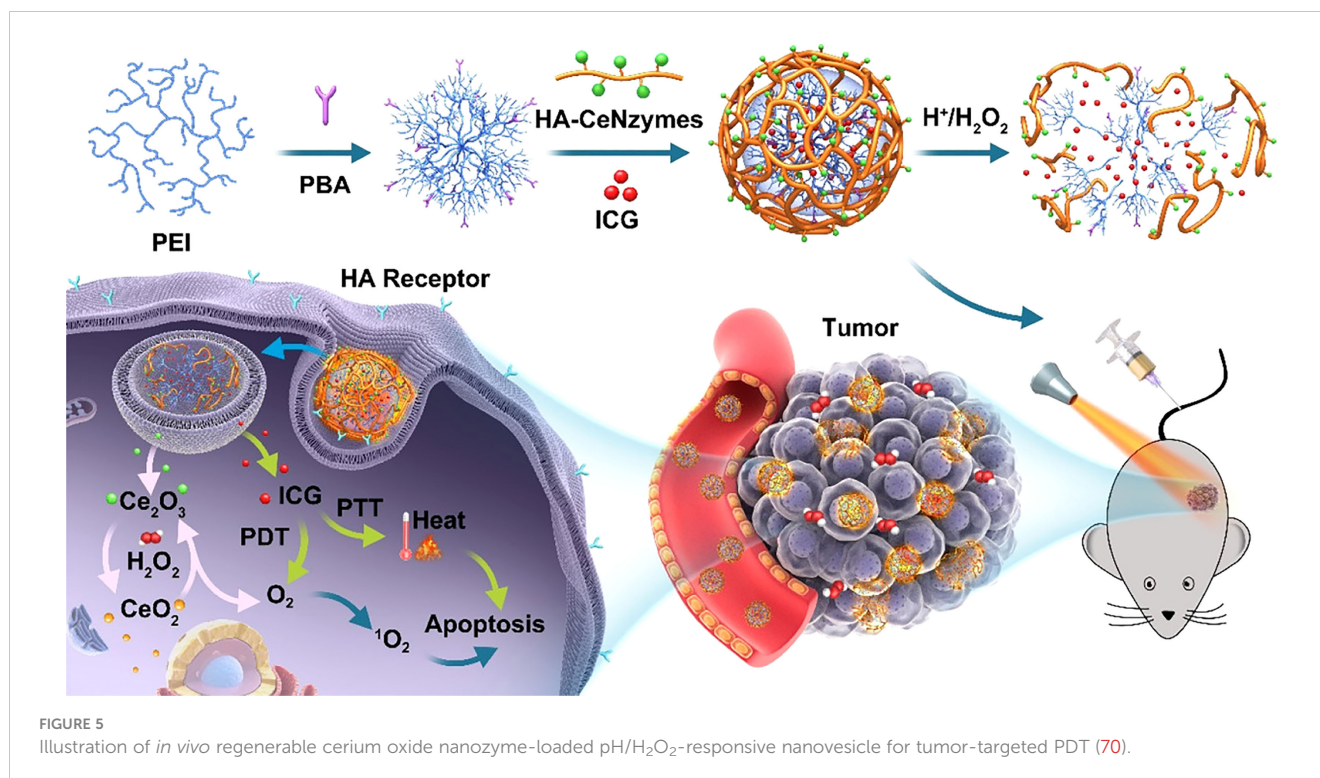 PEI
PBA
HA-CeNzymes
ICG
H⁺/H₂O₂
HA Receptor
Tumor
Ce₂O₃
ICG
PTT
Heat
PDT
H₂O₂
CeO₂
O₂
¹O₂
Apoptosis
FIGURE 5
Illustration of in vivo regenerable cerium oxide nanozyme-loaded pH/H₂O₂-responsive nanovesicle for tumor-targeted PDT (70).